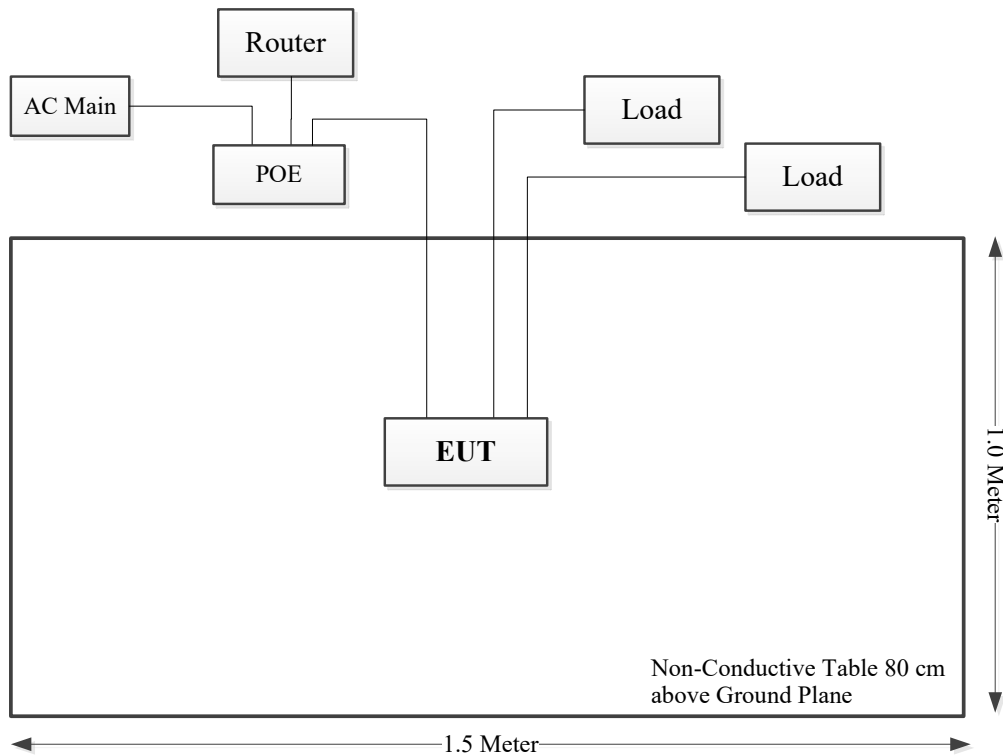 Router
AC Main
Load
POE
Load
EUT
1.0 Meter
Non-Conductive Table 80 cm
above Ground Plane
1.5 Meter